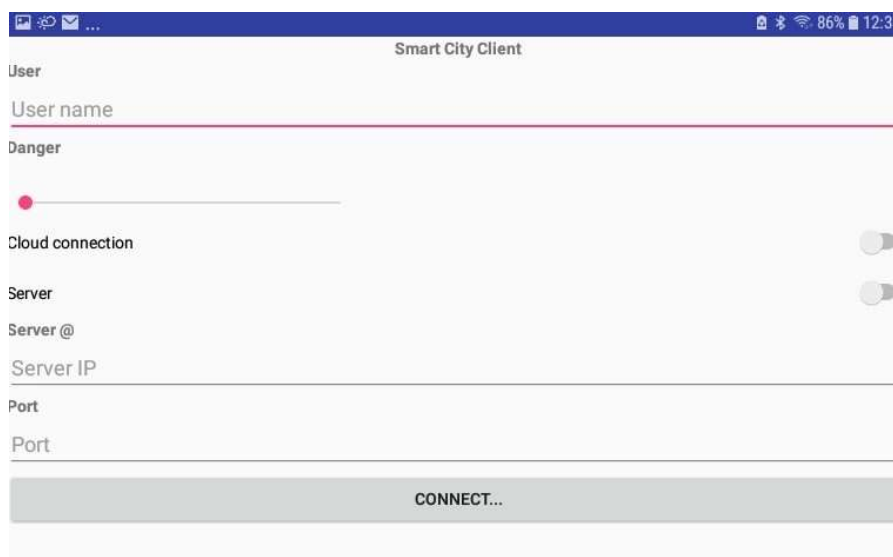 ... 86% 12:3
Smart City Client
User
User name
Danger
Cloud connection
Server
Server @
Server IP
Port
Port
CONNECT...